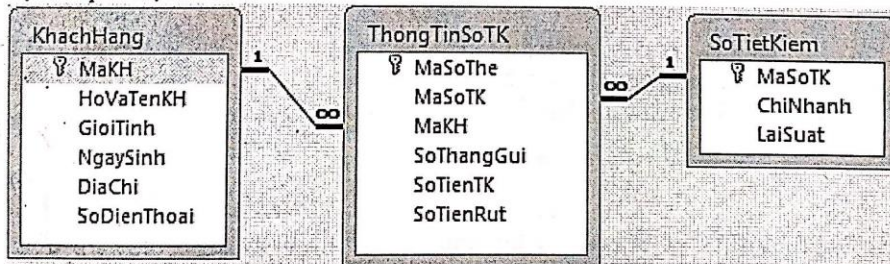 KhachHang
MaKH
HoVaTenKH
GioiTinh
NgaySinh
DiaChi
SoDienThoai
1
∞
ThongTinSoTK
MaSoThe
MaSoTK
MaKH
SoThangGui
SoTienTK
SoTienRut
∞
1
SoTietKiem
MaSoTK
ChiNhanh
LaiSuat